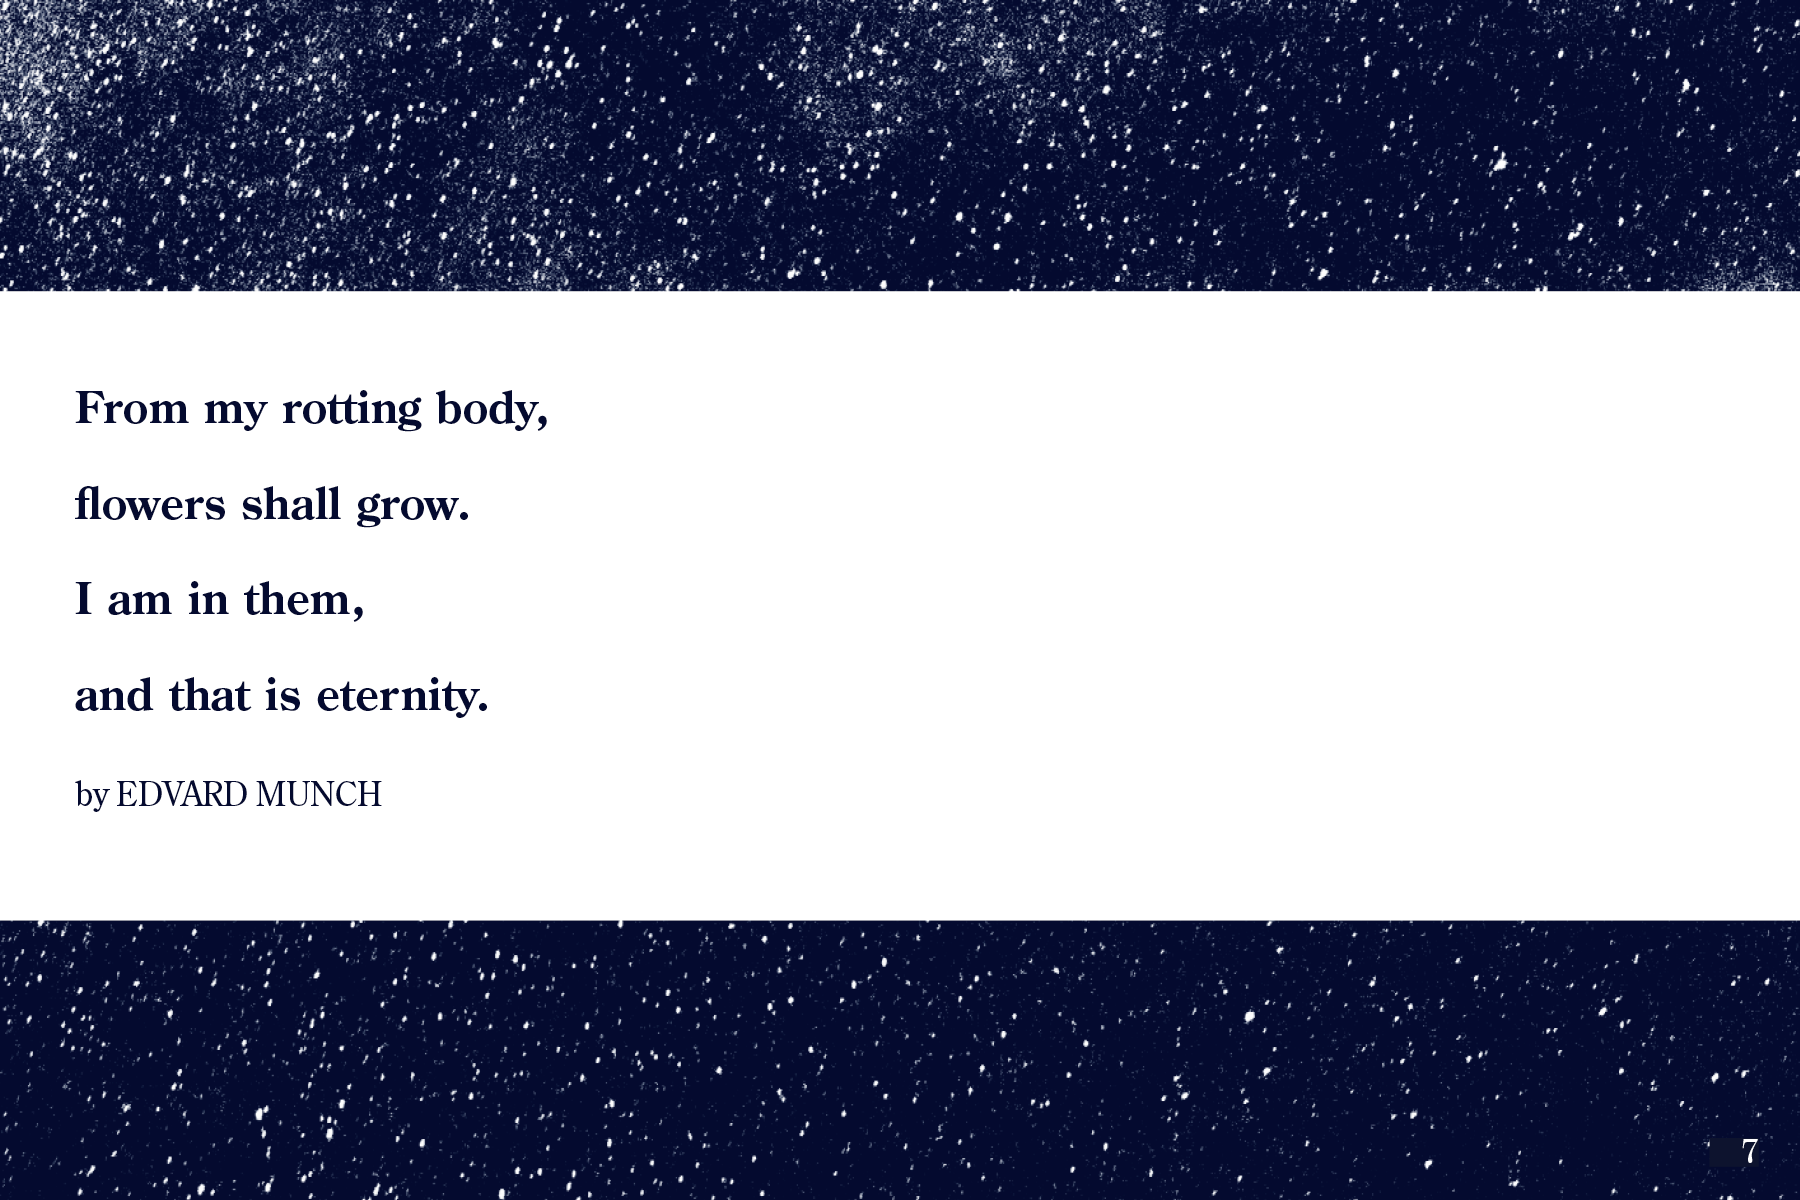 From my rotting body,
flowers shall grow.
I am in them,
and that is eternity.
by EDVARD MUNCH
7